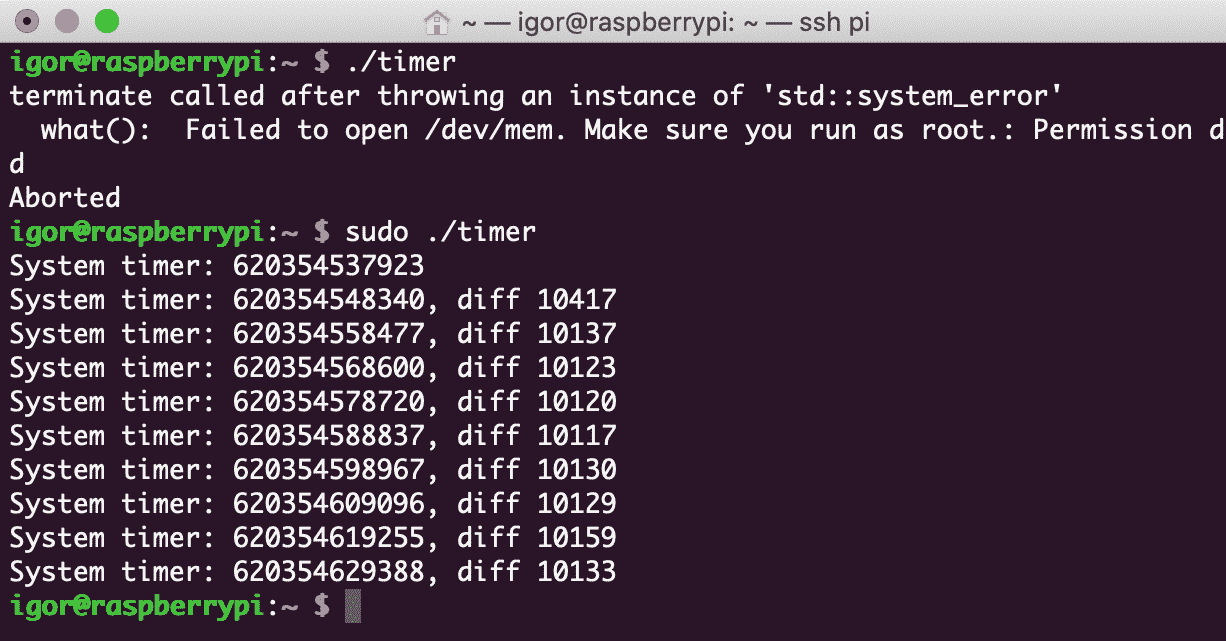 ~ — igor@raspberrypi: ~ — ssh pi
igor@raspberrypi:~ $ ./timer
terminate called after throwing an instance of 'std::system_error'
  what():  Failed to open /dev/mem. Make sure you run as root.: Permission d
d
Aborted
igor@raspberrypi:~ $ sudo ./timer
System timer: 620354537923
System timer: 620354548340, diff 10417
System timer: 620354558477, diff 10137
System timer: 620354568600, diff 10123
System timer: 620354578720, diff 10120
System timer: 620354588837, diff 10117
System timer: 620354598967, diff 10130
System timer: 620354609096, diff 10129
System timer: 620354619255, diff 10159
System timer: 620354629388, diff 10133
igor@raspberrypi:~ $